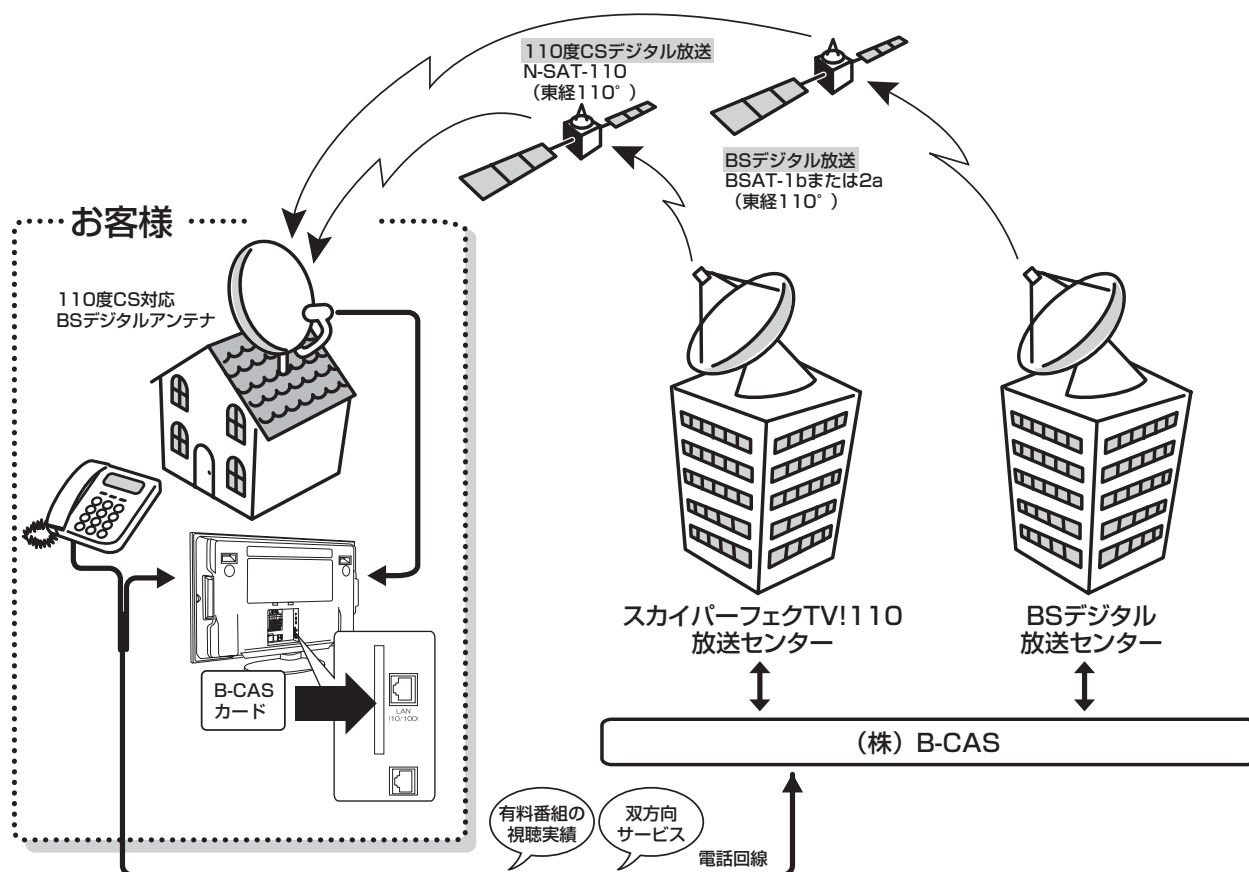 110度CSデジタル放送
N-SAT-110
(東経110°)
BSデジタル放送
BSAT-1bまたは2a
(東経110°)
お客様
110度CS対応
BSデジタルアンテナ
B-CAS
カード
LAN
(10/100)
スカイパーフェクTV!110
放送センター
BSデジタル
放送センター
(株)B-CAS
有料番組の
視聴実績
双方向
サービス
電話回線